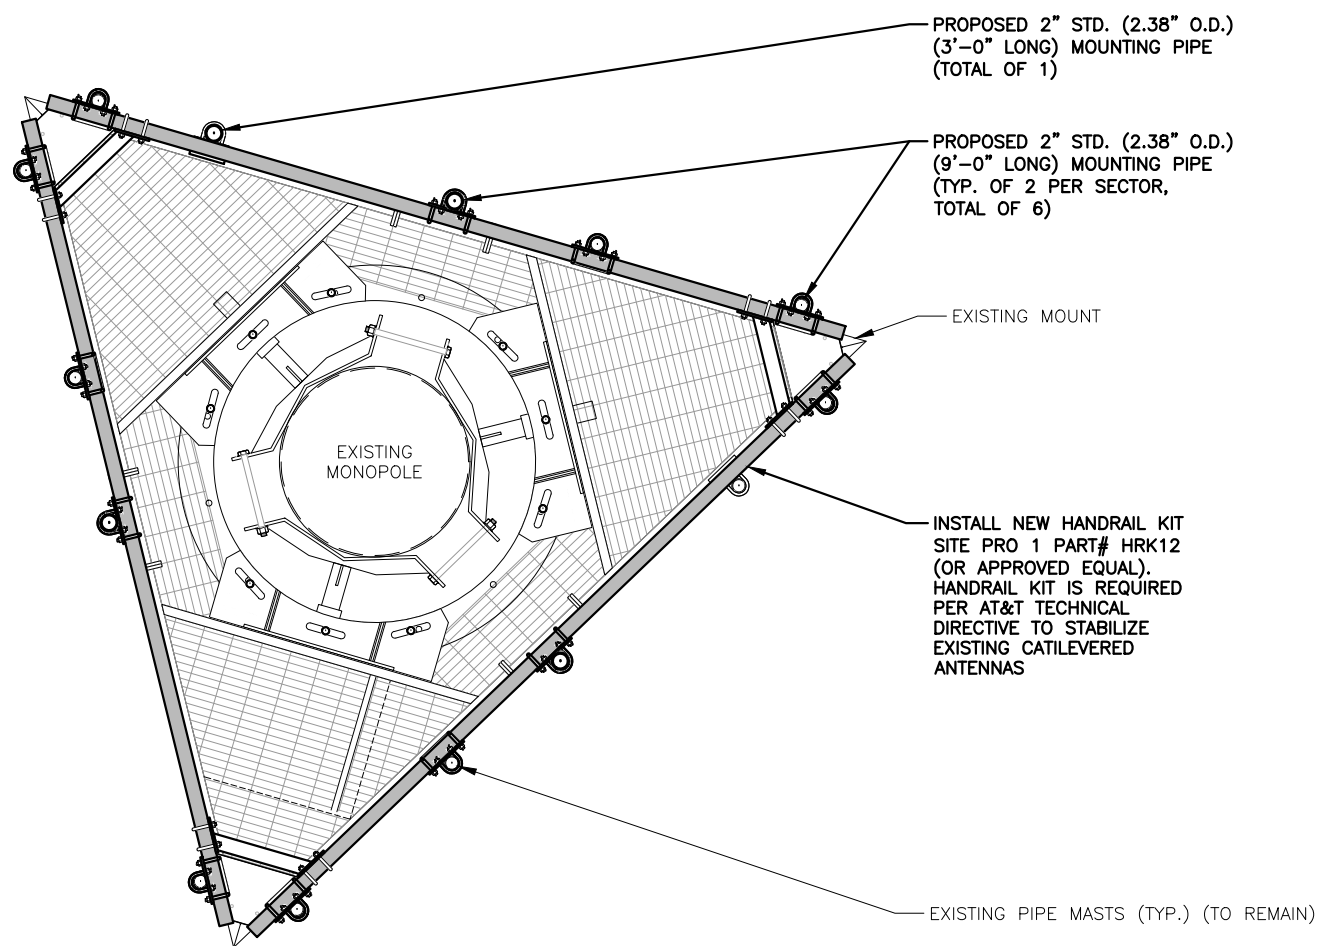 PROPOSED 2" STD. (2.38" O.D.)
(3'-0" LONG) MOUNTING PIPE
(TOTAL OF 1)
PROPOSED 2" STD. (2.38" O.D.)
(9'-0" LONG) MOUNTING PIPE
(TYP. OF 2 PER SECTOR,
TOTAL OF 6)
EXISTING MOUNT
EXISTING
MONOPOLE
INSTALL NEW HANDRAIL KIT
SITE PRO 1 PART# HRK12
(OR APPROVED EQUAL).
HANDRAIL KIT IS REQUIRED
PER AT&T TECHNICAL
DIRECTIVE TO STABILIZE
EXISTING CATILEVERED
ANTENNAS
EXISTING PIPE MASTS (TYP.) (TO REMAIN)